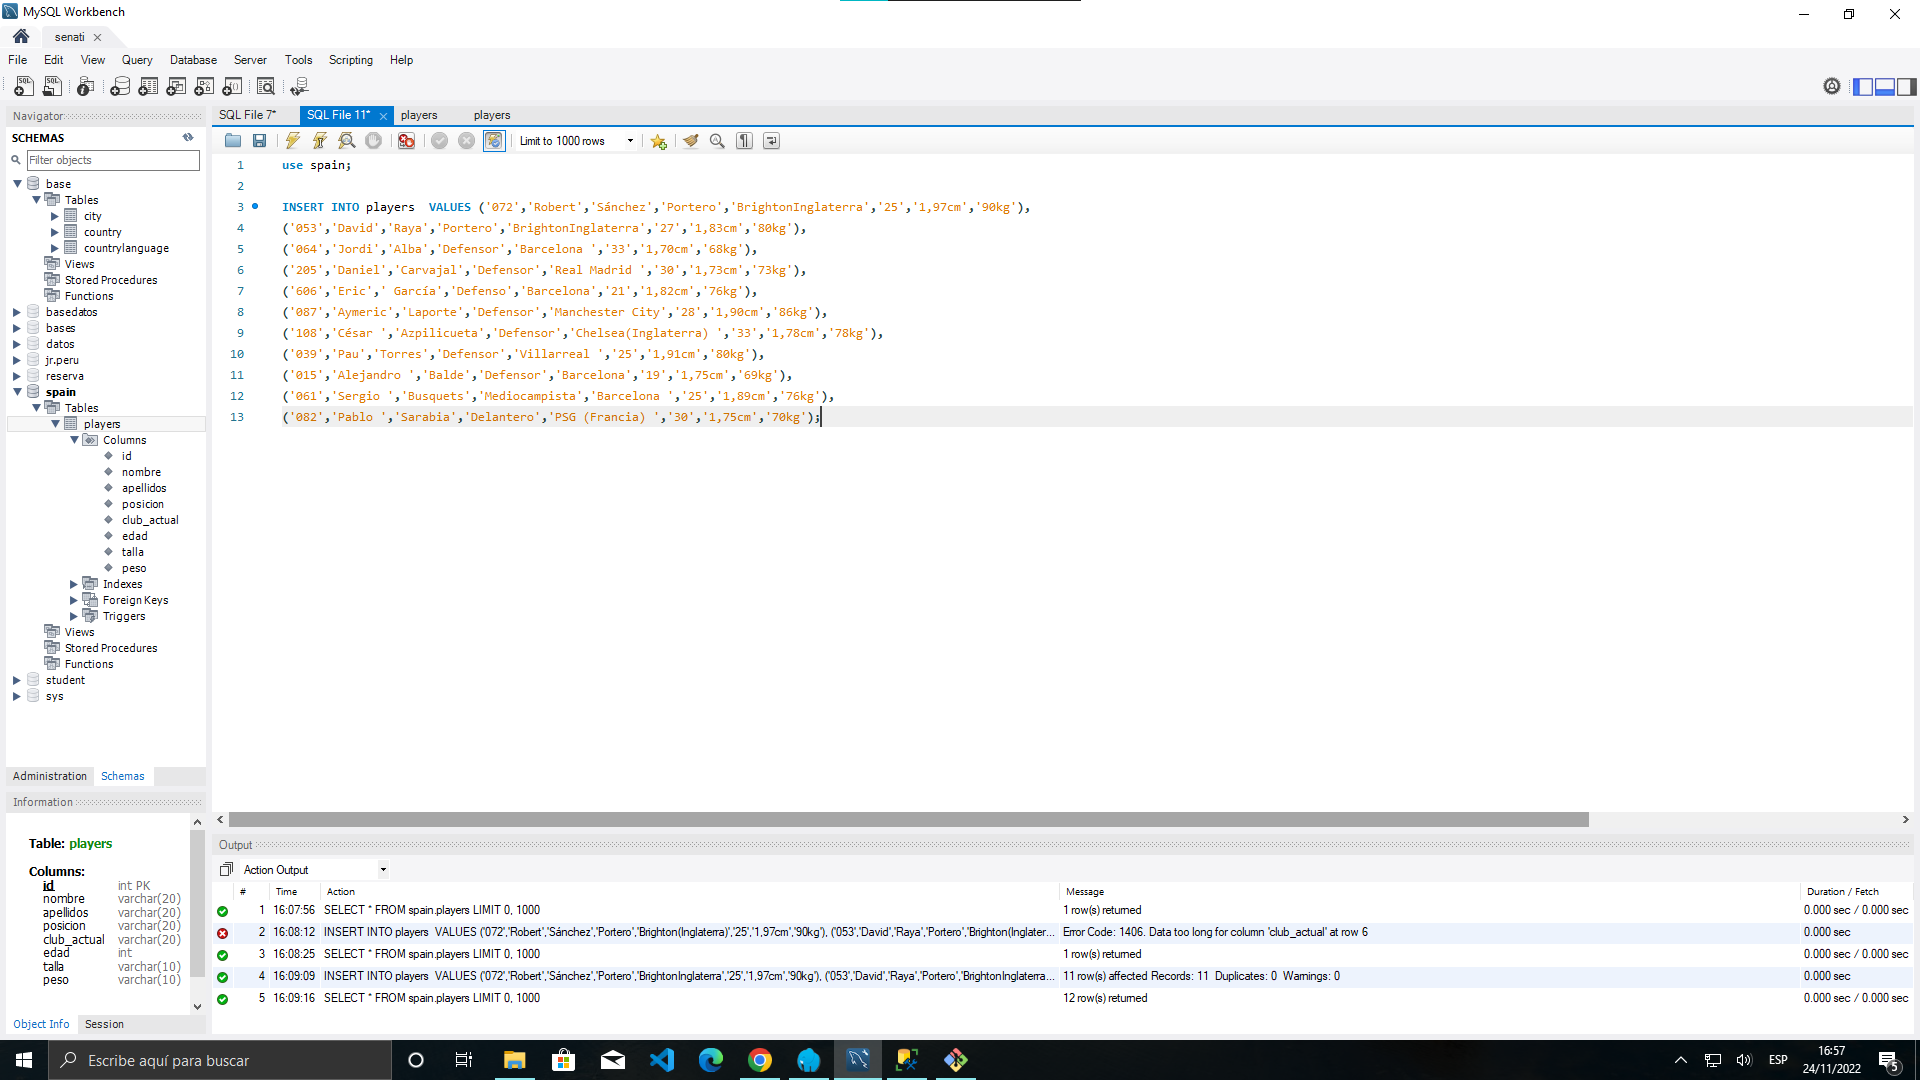 MySQL Workbench
senati
File Edit View Query Database Server Tools Scripting Help
Navigator
SCHEMAS
Filter objects
base
Tables
city
country
countrylanguage
Views
Stored Procedures
Functions
basedatos
bases
datos
jr.peru
reserva
spain
Tables
players
Columns
id
nombre
apellidos
posicion
club_actual
edad
talla
peso
Indexes
Foreign Keys
Triggers
Views
Stored Procedures
Functions
student
sys
Administration Schemas
Information
Table: players
Columns:
id int PK
nombre varchar(20)
apellidos varchar(20)
posicion varchar(20)
club_actual varchar(20)
edad int
talla varchar(10)
peso varchar(10)
Object Info Session
SQL File 7* SQL File 11* players players
Limit to 1000 rows
1 use spain;
2
3 INSERT INTO players  VALUES ('072','Robert','Sánchez','Portero','BrightonInglaterra','25','1,97cm','90kg'),
4 ('053','David','Raya','Portero','BrightonInglaterra','27','1,83cm','80kg'),
5 ('064','Jordi','Alba','Defensor','Barcelona ','33','1,70cm','68kg'),
6 ('205','Daniel','Carvajal','Defensor','Real Madrid ','30','1,73cm','73kg'),
7 ('606','Eric',' García','Defenso','Barcelona','21','1,82cm','76kg'),
8 ('087','Aymeric','Laporte','Defensor','Manchester City','28','1,90cm','86kg'),
9 ('108','César ','Azpilicueta','Defensor','Chelsea(Inglaterra) ','33','1,78cm','78kg'),
10 ('039','Pau','Torres','Defensor','Villarreal ','25','1,91cm','80kg'),
11 ('015','Alejandro ','Balde','Defensor','Barcelona','19','1,75cm','69kg'),
12 ('061','Sergio ','Busquets','Mediocampista','Barcelona ','25','1,89cm','76kg'),
13 ('082','Pablo ','Sarabia','Delantero','PSG (Francia) ','30','1,75cm','70kg');
Output
Action Output
# Time Action Message Duration / Fetch
1 16:07:56 SELECT * FROM spain.players LIMIT 0, 1000 1 row(s) returned 0.000 sec / 0.000 sec
2 16:08:12 INSERT INTO players  VALUES ('072','Robert','Sánchez','Portero','Brighton(Inglaterra)','25','1,97cm','90kg'), ('053','David','Raya','Portero','Brighton(Inglater... Error Code: 1406. Data too long for column 'club_actual' at row 6 0.000 sec
3 16:08:25 SELECT * FROM spain.players LIMIT 0, 1000 1 row(s) returned 0.000 sec / 0.000 sec
4 16:09:09 INSERT INTO players  VALUES ('072','Robert','Sánchez','Portero','BrightonInglaterra','25','1,97cm','90kg'), ('053','David','Raya','Portero','BrightonInglaterra... 11 row(s) affected Records: 11  Duplicates: 0  Warnings: 0 0.000 sec
5 16:09:16 SELECT * FROM spain.players LIMIT 0, 1000 12 row(s) returned 0.000 sec / 0.000 sec
Escribe aquí para buscar
ESP
16:57
24/11/2022
5